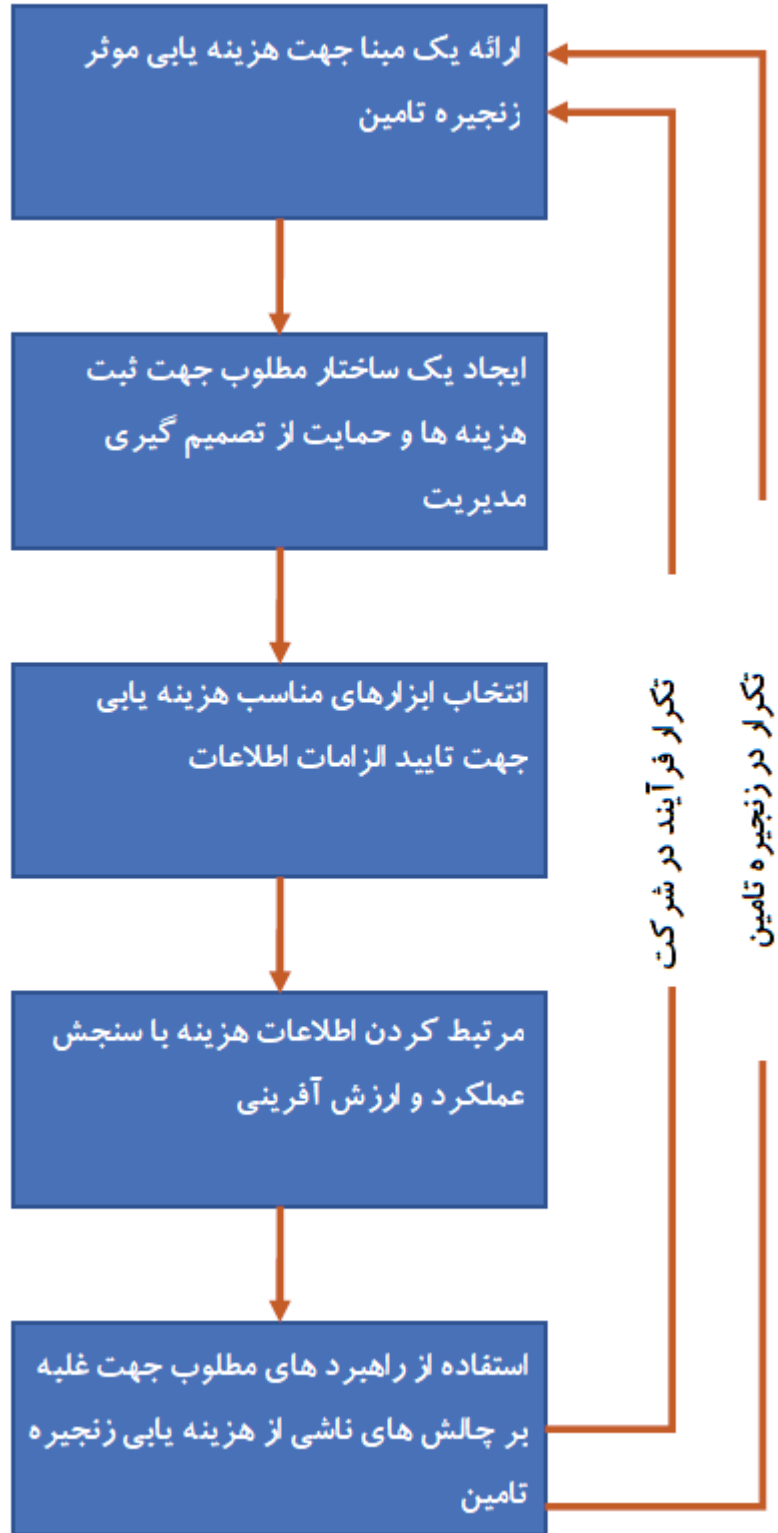 ارائه یک مبنا جهت هزینه یابی موثر
زنجیره تامین
ایجاد یک ساختار مطلوب جهت ثبت
هزینه ها و حمایت از تصمیم گیری
مدیریت
انتخاب ابزارهای مناسب هزینه یابی
جهت تایید الزامات اطلاعات
مرتبط کردن اطلاعات هزینه با سنجش
عملکرد و ارزش آفرینی
استفاده از راهبرد های مطلوب جهت غلبه
بر چالش های ناشی از هزینه یابی زنجیره
تامین
تکرار فرآیند در شرکت
تکرار در زنجیره تامین